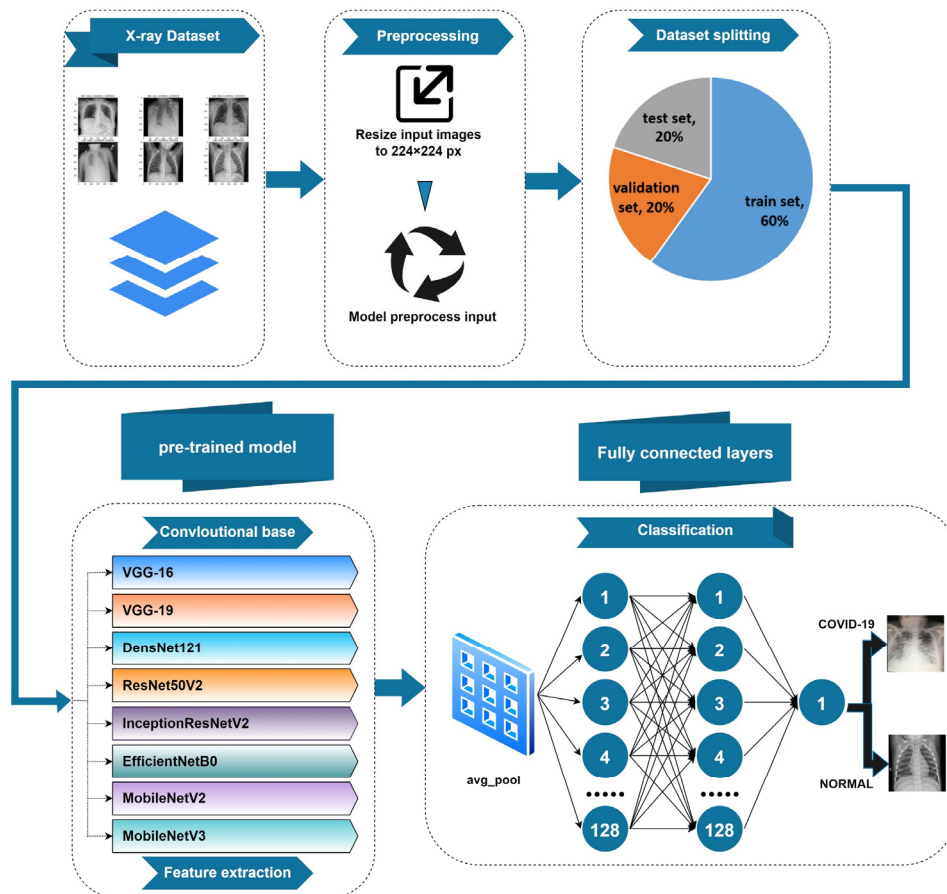 X-ray Dataset
Preprocessing
Resize input images
to 224×224 px
Model preprocess input
Dataset splitting
test set,
20%
validation
set, 20%
train set,
60%
pre-trained model
Fully connected layers
Convloutional base
VGG-16
VGG-19
DensNet121
ResNet50V2
InceptionResNetV2
EfficientNetB0
MobileNetV2
MobileNetV3
Feature extraction
Classification
avg_pool
1
2
3
4
128
1
2
3
4
128
1
COVID-19
NORMAL